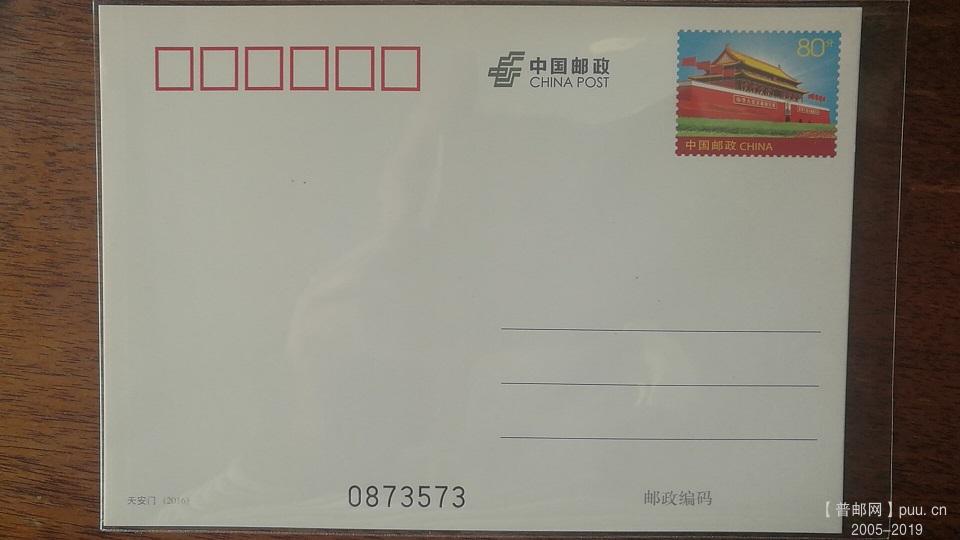 中国邮政
CHINA POST
80分
中国邮政 CHINA
天安门 (2016)
0873573
邮政编码
【普邮网】puu.cn
2005-2019